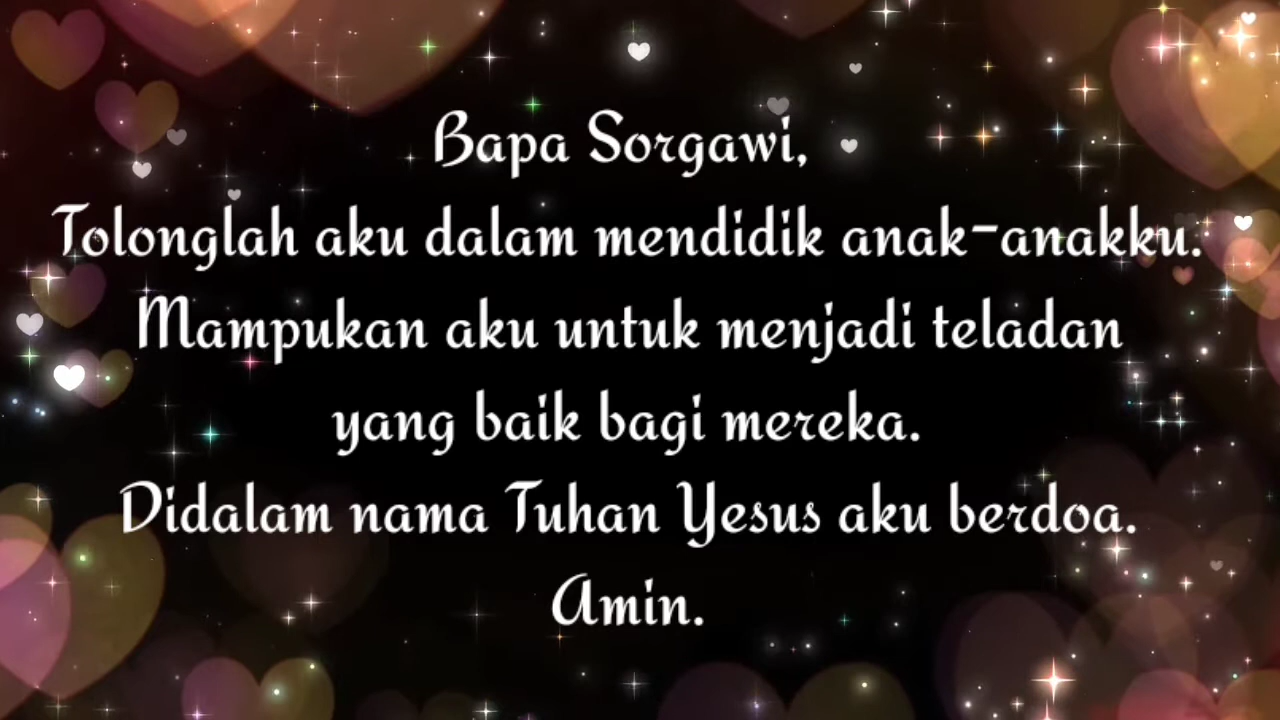 Bapa Sorgawi,
Tolonglah aku dalam mendidik anak-anakku.
Mampukan aku untuk menjadi teladan
yang baik bagi mereka.
Didalam nama Tuhan Yesus aku berdoa.
Amin.